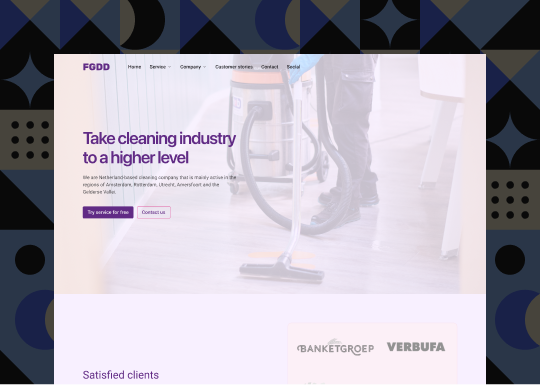 FGDD
Home Service Company Customer stories Contact Social
Take cleaning industry
to a higher level
We are Netherland based cleaning company that is mainly active in the
regions of Amsterdam, Rotterdam, Utrecht, Amersfoort and the
Gelderse Vallei.
Try service for free Contact us
BANKETGROEP VERBUFA
Satisfied clients